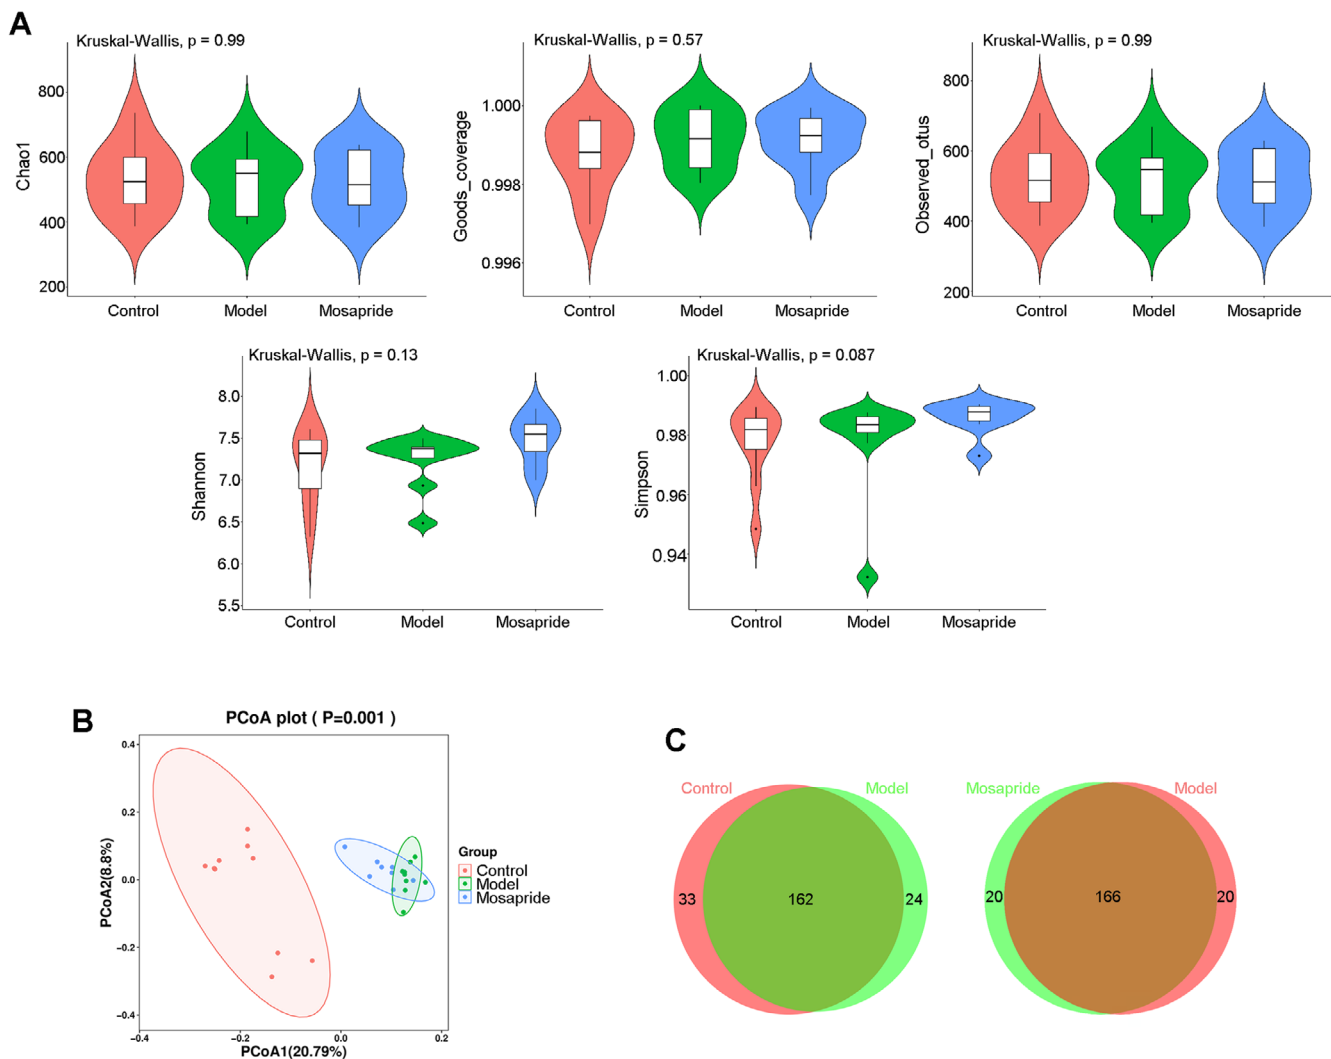 A
Kruskal-Wallis, p = 0.99
Chao1
800
600
400
200
Control
Model
Mosapride
Kruskal-Wallis, p = 0.57
Goods_coverage
1.000
0.998
0.996
Control
Model
Mosapride
Kruskal-Wallis, p = 0.99
Observed_otus
800
600
400
200
Control
Model
Mosapride
Kruskal-Wallis, p = 0.13
Shannon
8.0
7.5
7.0
6.5
6.0
5.5
Control
Model
Mosapride
Kruskal-Wallis, p = 0.087
Simpson
1.00
0.98
0.96
0.94
Control
Model
Mosapride
B
PCoA plot ( P=0.001 )
PCoA2(8.8%)
0.4
0.2
0.0
−0.2
−0.4
−0.4
−0.2
0.0
0.2
PCoA1(20.79%)
Group
Control
Model
Mosapride
C
Control
Model
33
162
24
Mosapride
Model
20
166
20